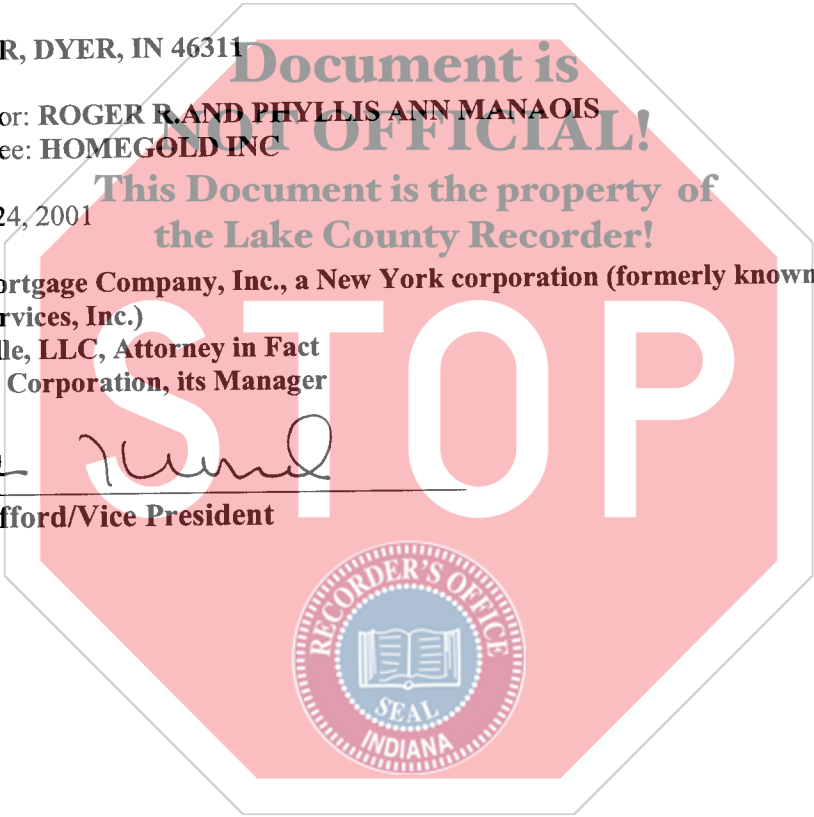 R, DYER, IN 46311
Document is
or: ROGER R.AND PHYLLIS ANN MANAOIS
NOT OFFICIAL!
ee: HOMEGOLD INC
This Document is the property of
24, 2001
the Lake County Recorder!
ortgage Company, Inc., a New York corporation (formerly known
rvices, Inc.)
lle, LLC, Attorney in Fact
Corporation, its Manager
STOP
fford/Vice President
RECORDER'S OFFICE
SEAL
INDIANA